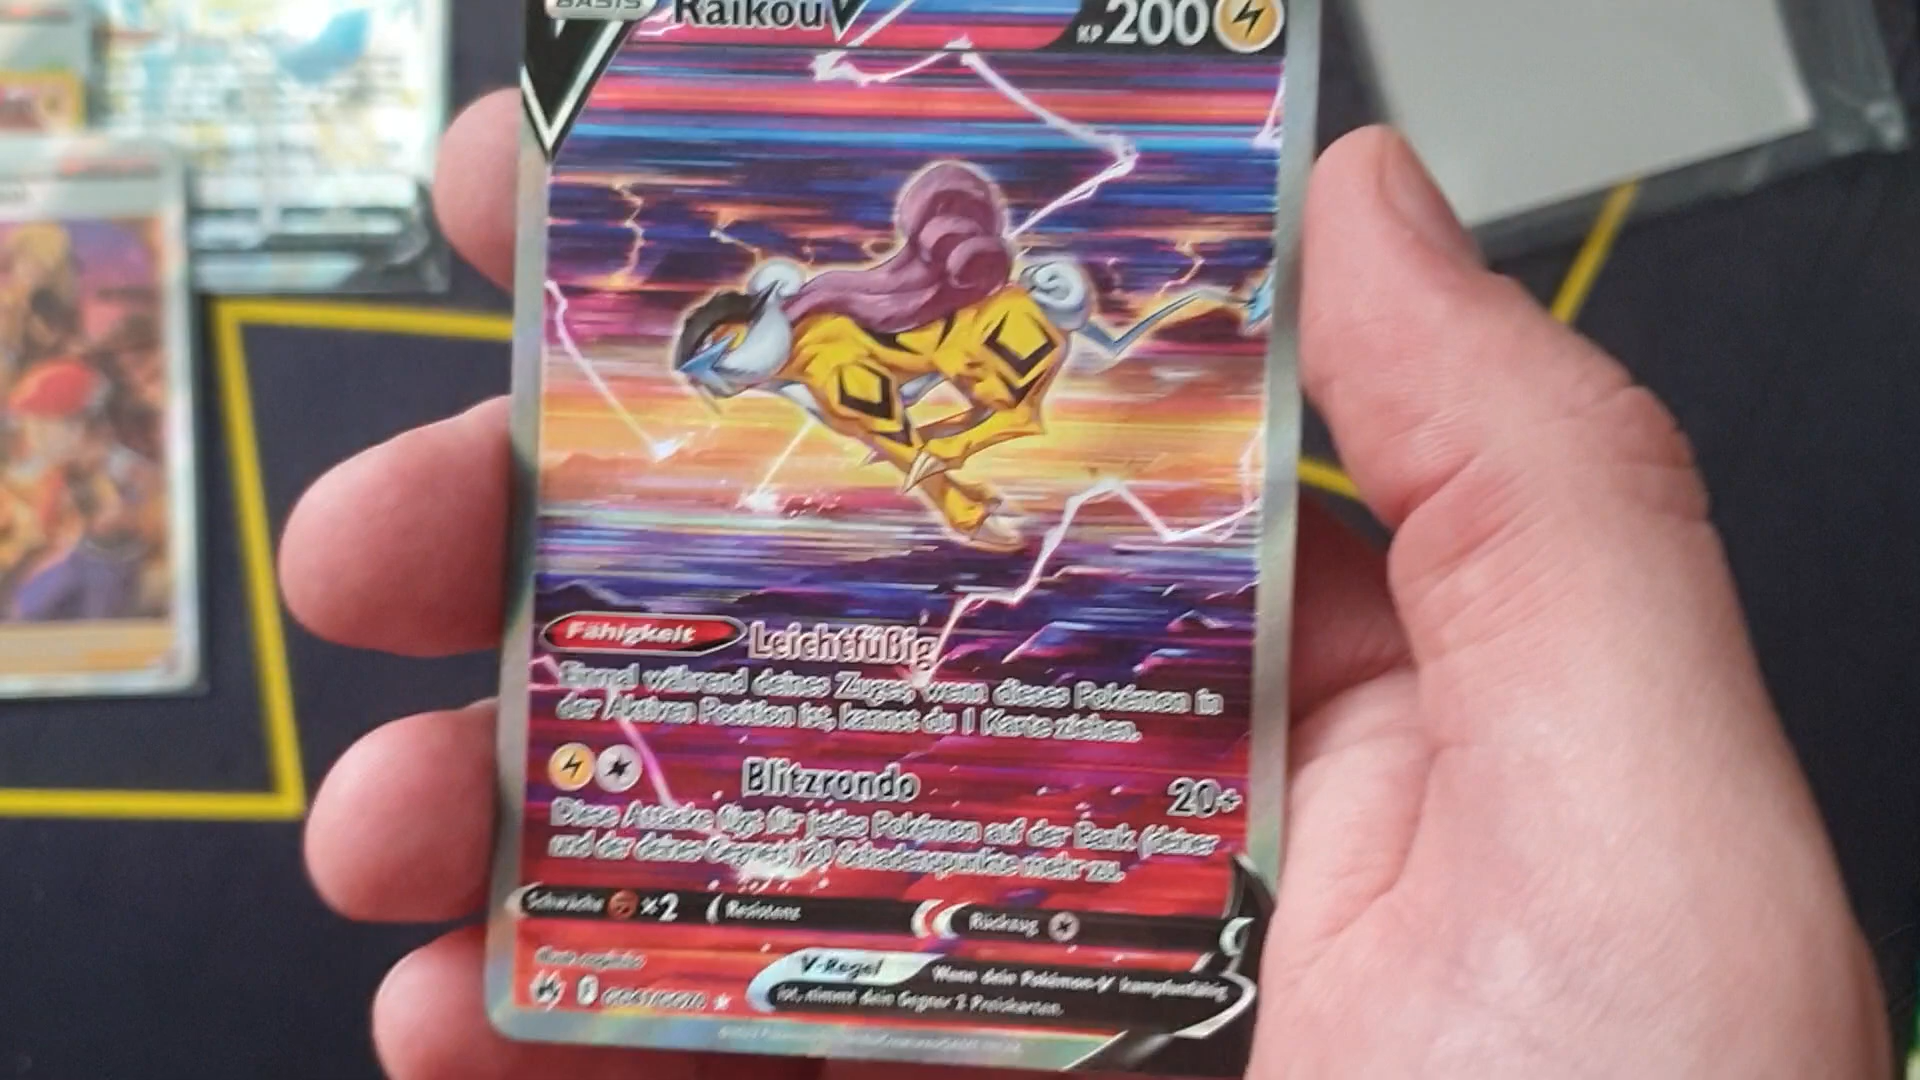 BASIS
Raikou V
KP 200
Fähigkeit Leichtfüßig
Einmal während deines Zuges, wenn dieses Pokémon in
der Aktiven Position ist, kannst du 1 Karte ziehen.
Blitzrondo 20+
Diese Attacke fügt für jedes Pokémon auf der Bank (deiner
und der deines Gegners) 20 Schadenspunkte mehr zu.
Schwäche ×2 Resistenz Rückzug
V-Regel Wenn dein Pokémon-V kampfunfähig
ist, nimmt dein Gegner 2 Preiskarten.